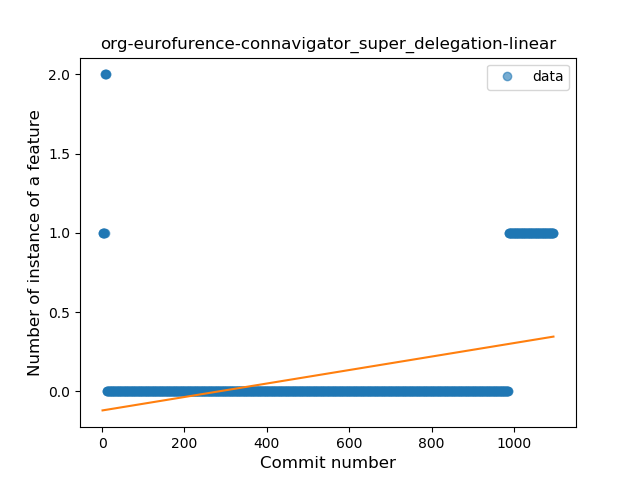 org-eurofurence-connavigator_super_delegation-linear
data
2.0
1.5
1.0
0.5
0.0
Number of instance of a feature
0 200 400 600 800 1000
Commit number